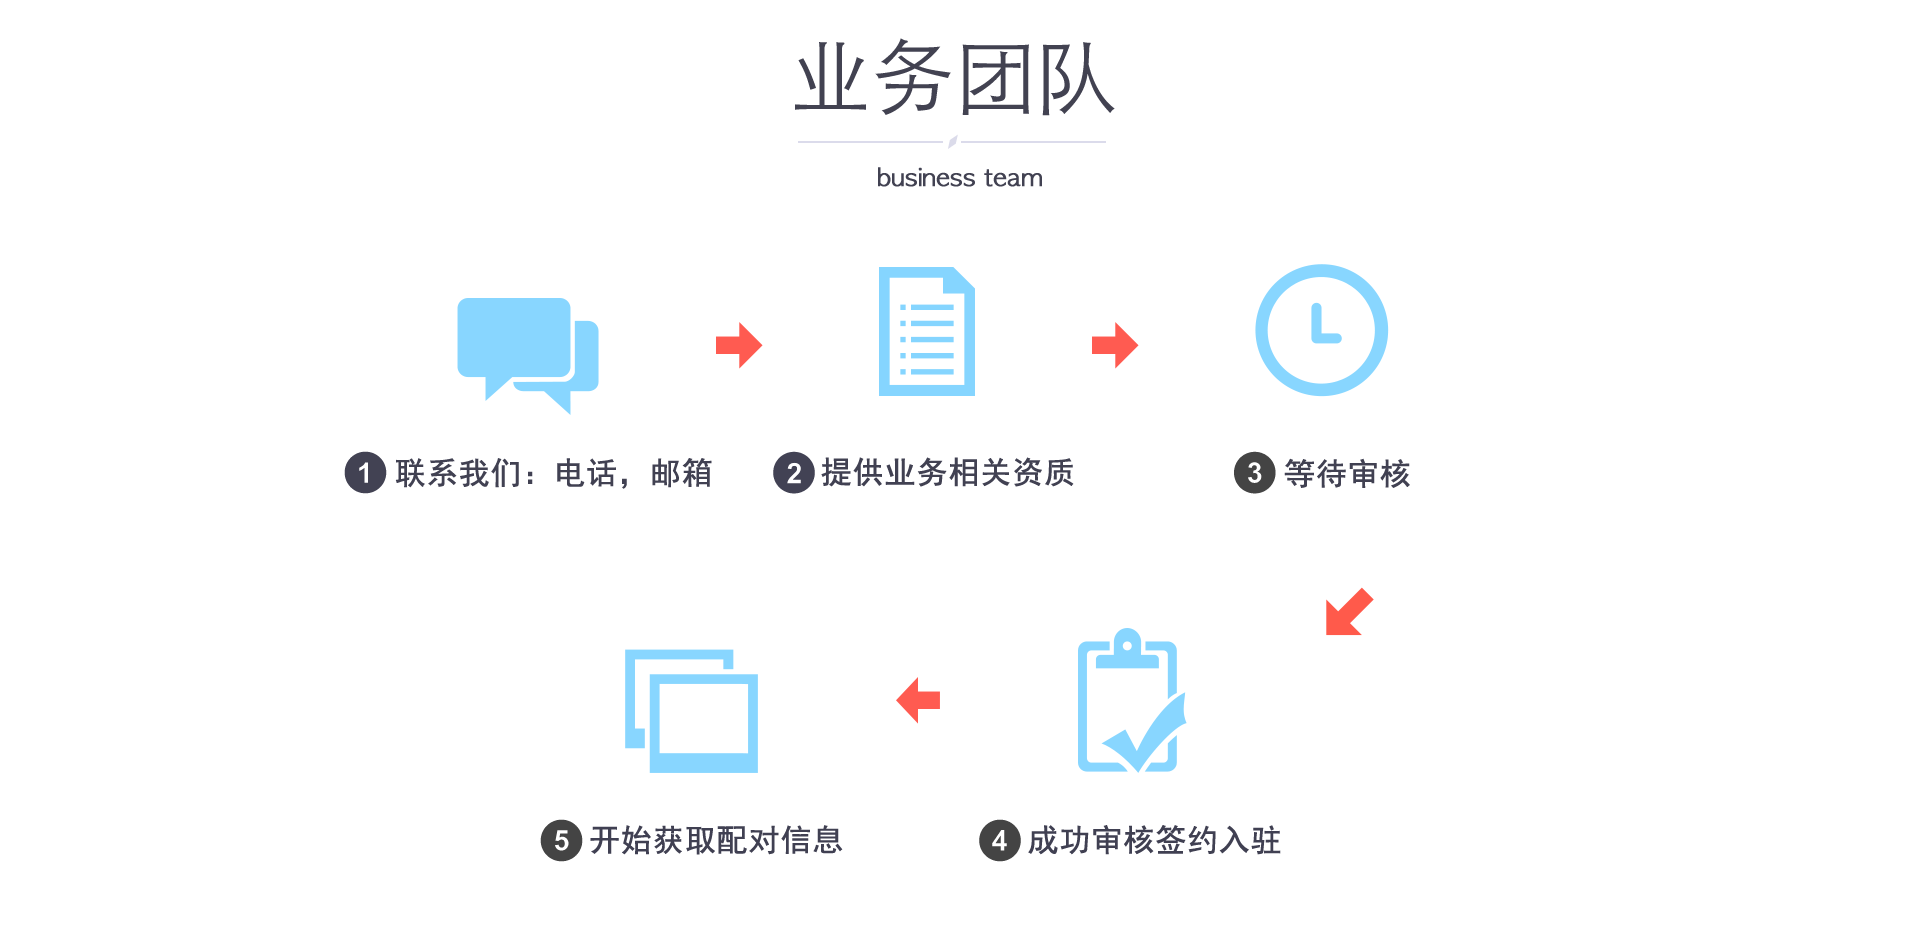 业务团队
business team
1 联系我们：电话，邮箱
2 提供业务相关资质
3 等待审核
4 成功审核签约入驻
5 开始获取配对信息